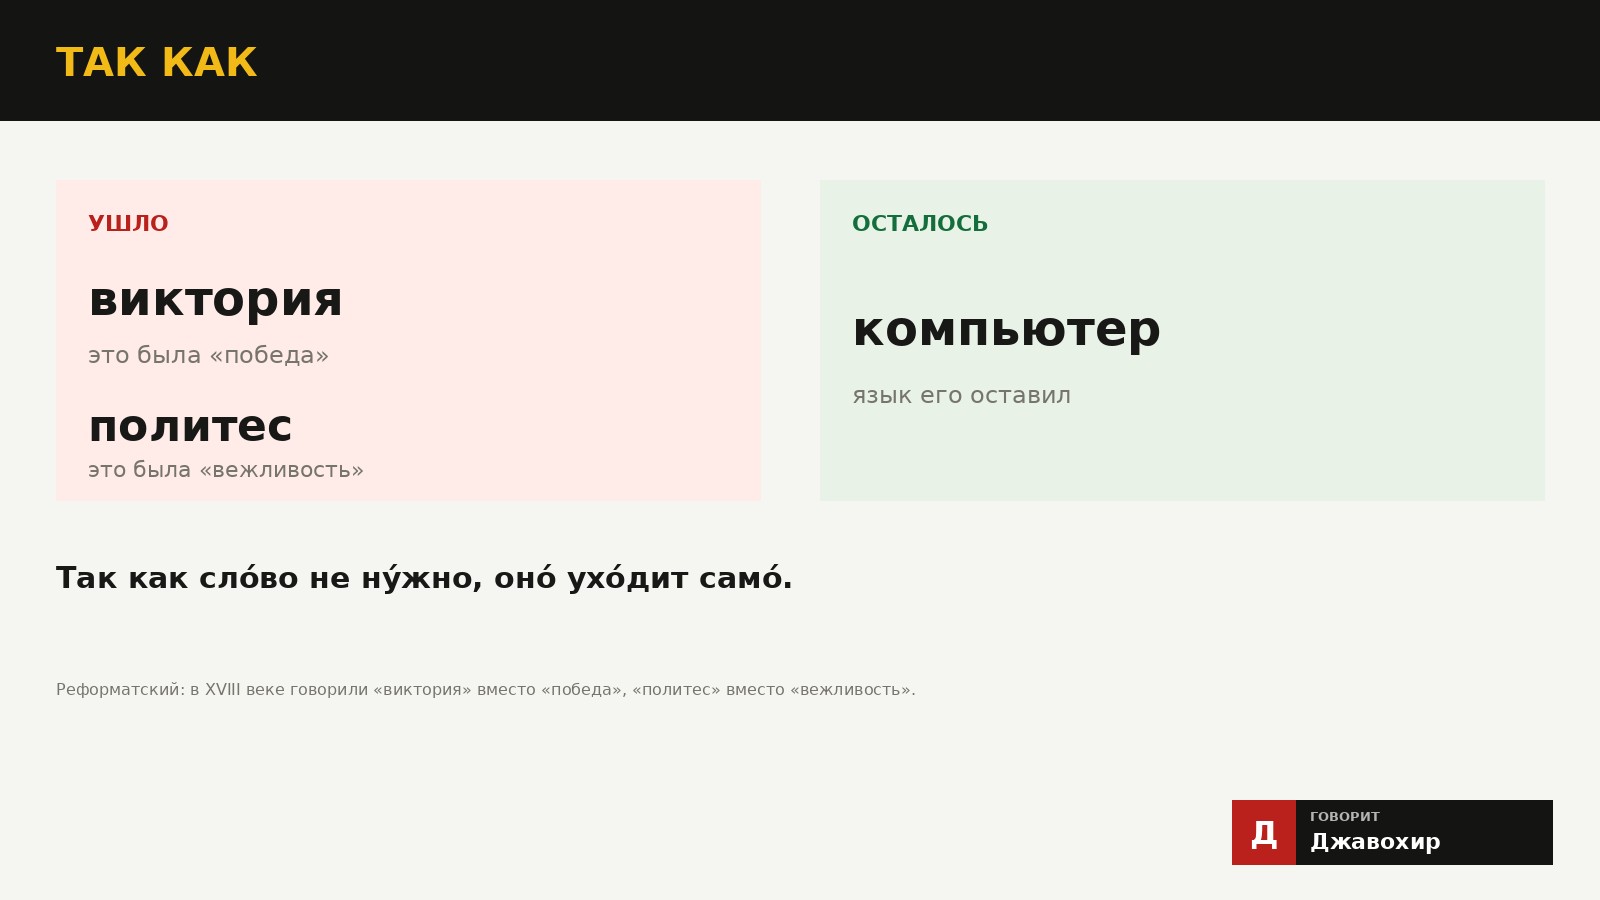 ТАК КАК
УШЛО
виктория
это была «победа»
политес
это была «вежливость»
ОСТАЛОСЬ
компьютер
язык его оставил
Так как сло́во не ну́жно, оно́ ухо́дит само́.
Реформатский: в XVIII веке говорили «виктория» вместо «победа», «политес» вместо «вежливость».
Д
ГОВОРИТ
Джавохир